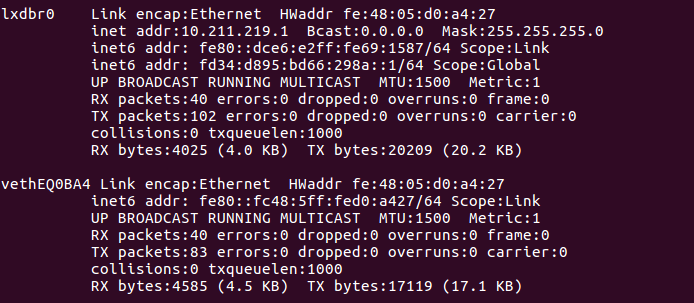 lxdbr0    Link encap:Ethernet  HWaddr fe:48:05:d0:a4:27
          inet addr:10.211.219.1  Bcast:0.0.0.0  Mask:255.255.255.0
          inet6 addr: fe80::dce6:e2ff:fe69:1587/64 Scope:Link
          inet6 addr: fd34:d895:bd66:298a::1/64 Scope:Global
          UP BROADCAST RUNNING MULTICAST  MTU:1500  Metric:1
          RX packets:40 errors:0 dropped:0 overruns:0 frame:0
          TX packets:102 errors:0 dropped:0 overruns:0 carrier:0
          collisions:0 txqueuelen:1000
          RX bytes:4025 (4.0 KB)  TX bytes:20209 (20.2 KB)

vethEQ0BA4 Link encap:Ethernet  HWaddr fe:48:05:d0:a4:27
          inet6 addr: fe80::fc48:5ff:fed0:a427/64 Scope:Link
          UP BROADCAST RUNNING MULTICAST  MTU:1500  Metric:1
          RX packets:40 errors:0 dropped:0 overruns:0 frame:0
          TX packets:83 errors:0 dropped:0 overruns:0 carrier:0
          collisions:0 txqueuelen:1000
          RX bytes:4585 (4.5 KB)  TX bytes:17119 (17.1 KB)